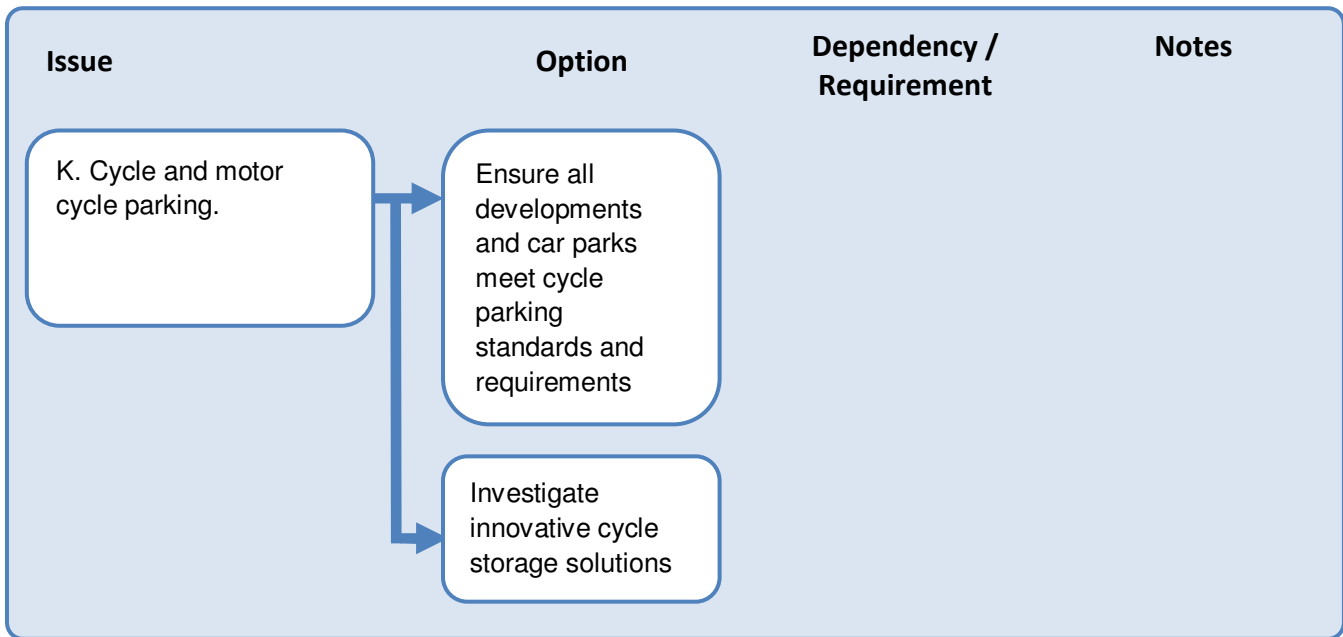 Issue
Option
Dependency /
Requirement
Notes
K. Cycle and motor
cycle parking.
Ensure all
developments
and car parks
meet cycle
parking
standards and
requirements
Investigate
innovative cycle
storage solutions